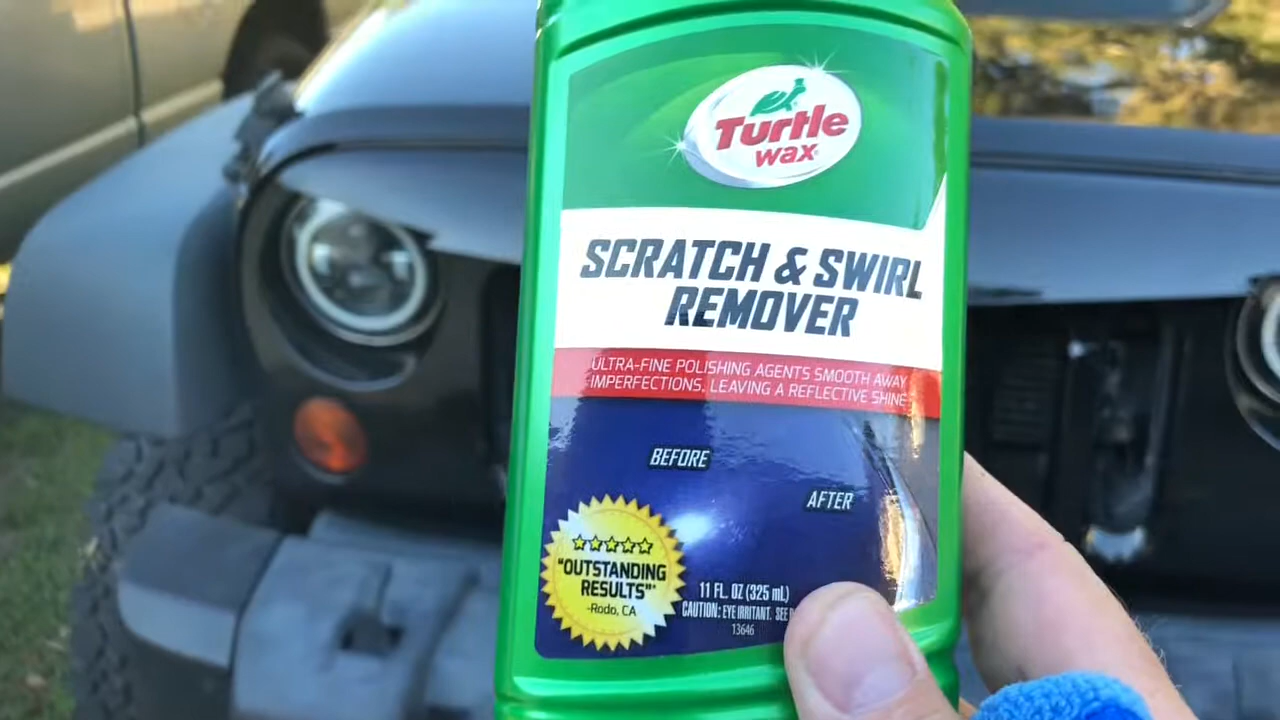 Turtle
wax
SCRATCH & SWIRL
REMOVER
ULTRA-FINE POLISHING AGENTS SMOOTH AWAY
IMPERFECTIONS, LEAVING A REFLECTIVE SHINE
BEFORE
AFTER
"OUTSTANDING
RESULTS"*
-Rodo, CA
11 FL. OZ (325 mL)
CAUTION: EYE IRRITANT. SEE
13646